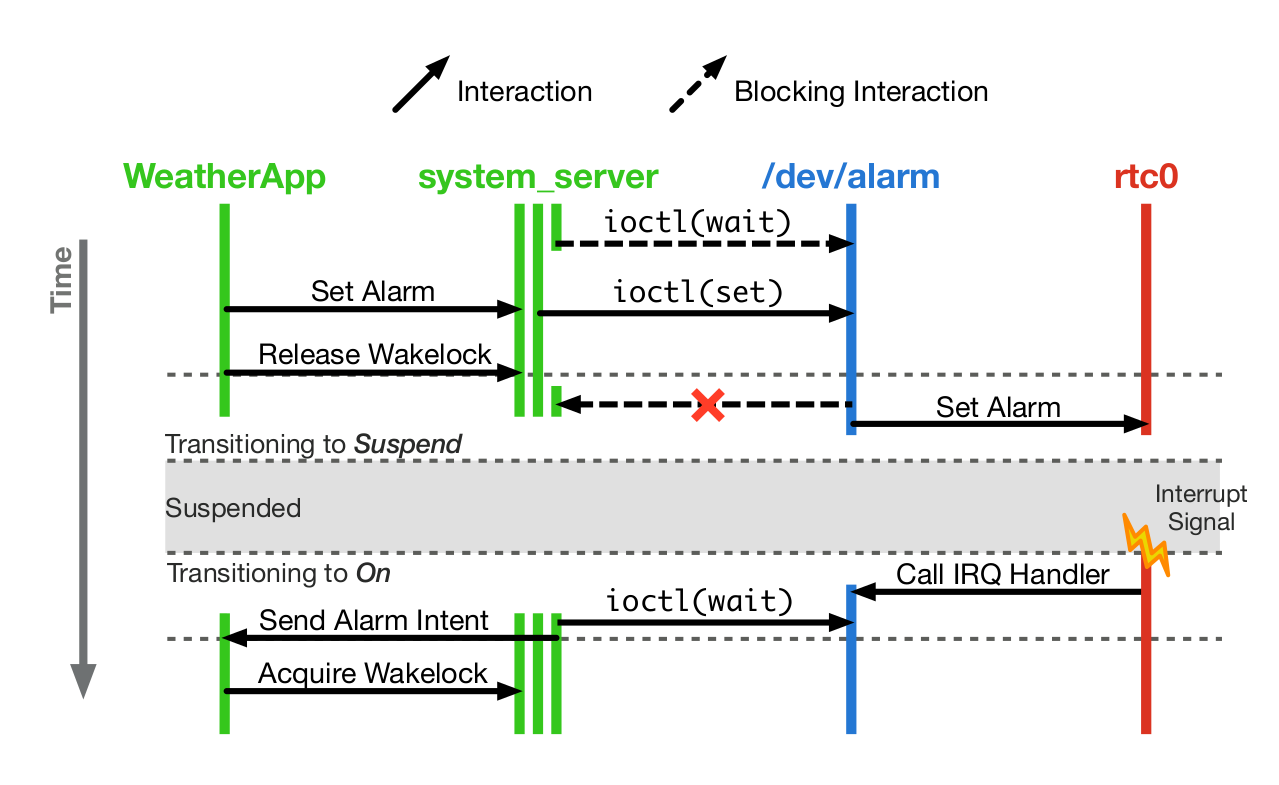 Interaction
Blocking Interaction
WeatherApp
system_server
/dev/alarm
rtc0
Time
ioctl(wait)
Set Alarm
ioctl(set)
Release Wakelock
Set Alarm
Transitioning to Suspend
Suspended
Interrupt
Signal
Transitioning to On
Call IRQ Handler
ioctl(wait)
Send Alarm Intent
Acquire Wakelock